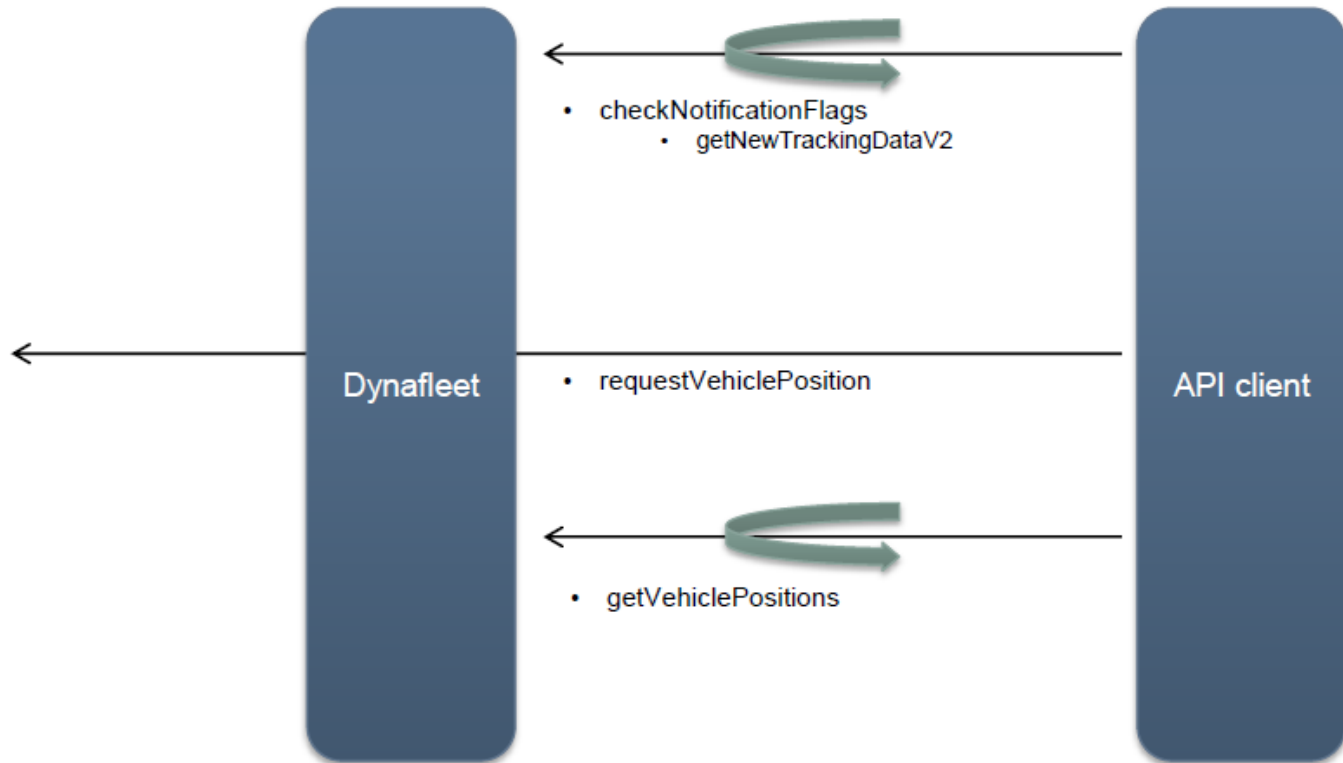 • checkNotificationFlags
• getNewTrackingDataV2
Dynafleet
• requestVehiclePosition
API client
• getVehiclePositions